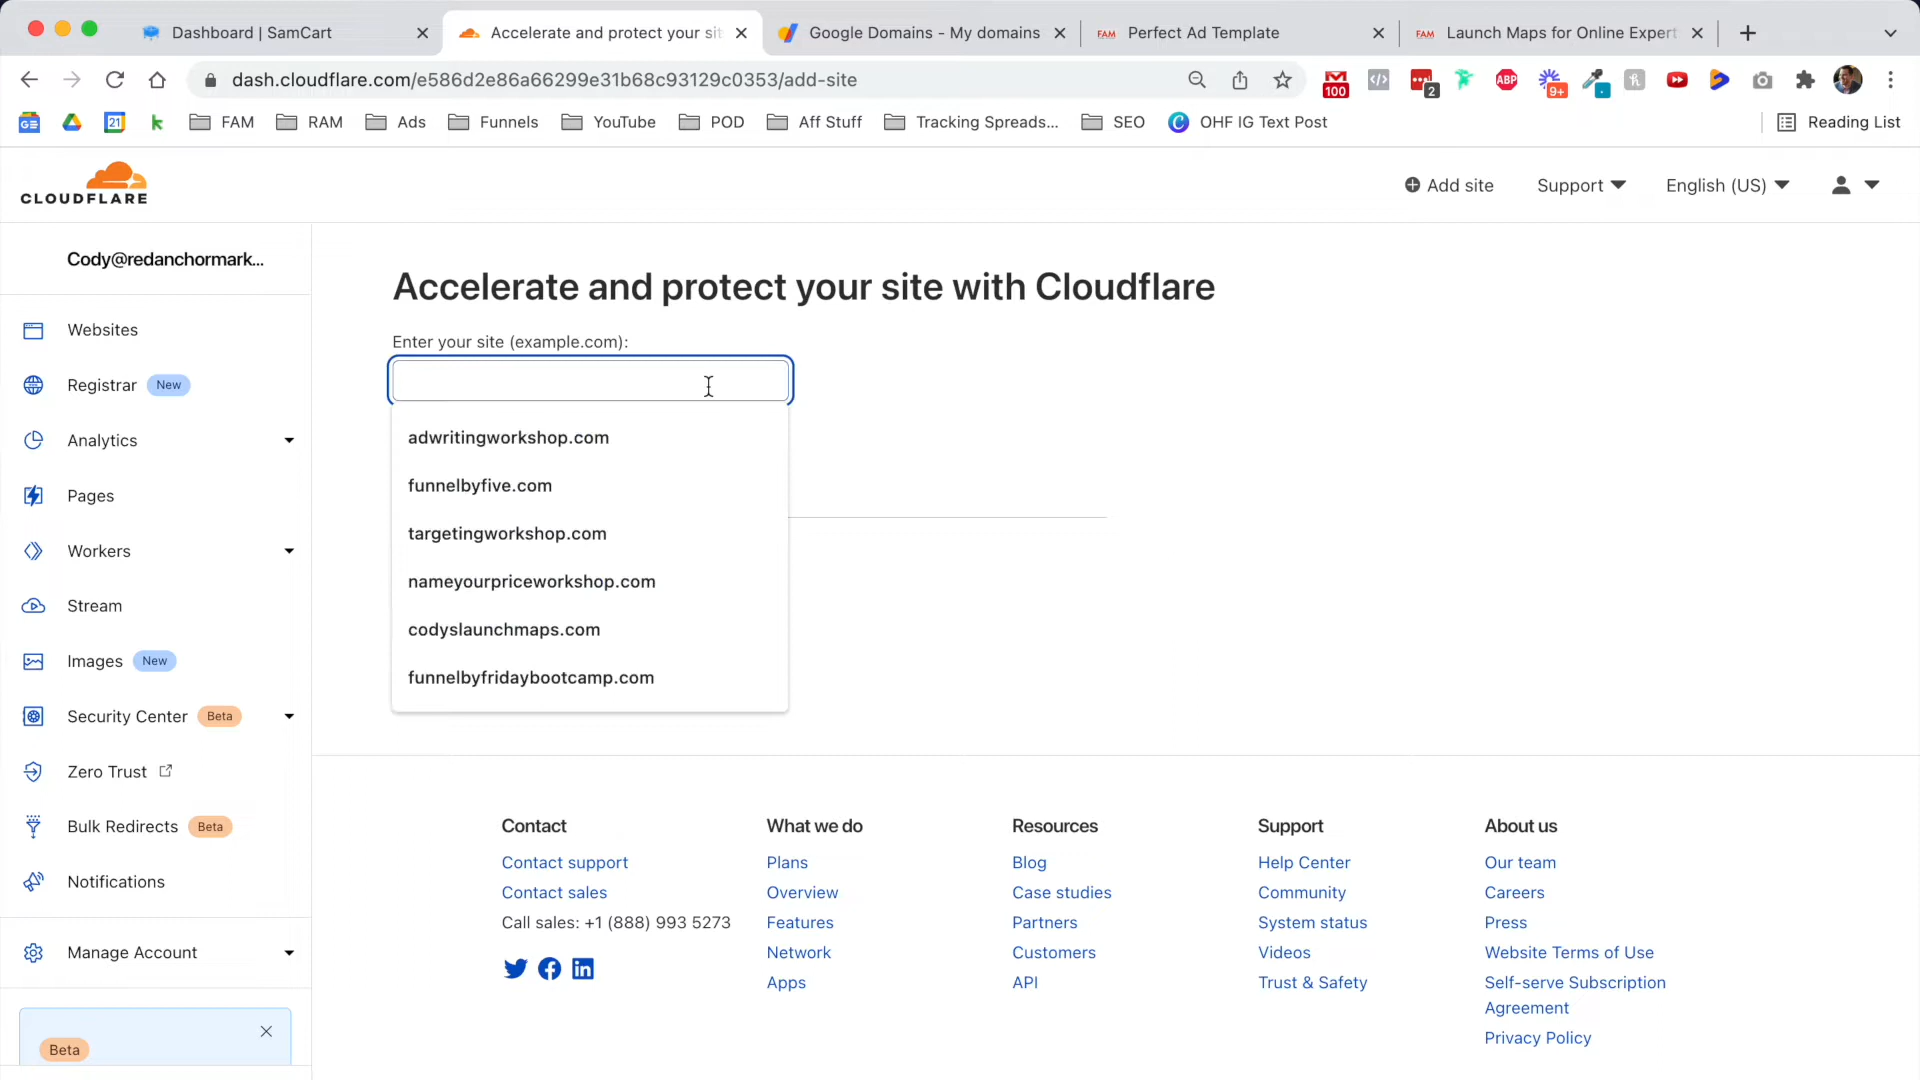 Dashboard | SamCart
Accelerate and protect your sit
Google Domains - My domains
FAM
Perfect Ad Template
FAM
Launch Maps for Online Expert
dash.cloudflare.com/e586d2e86a66299e31b68c93129c0353/add-site
100
2
ABP
9+
21
FAM
RAM
Ads
Funnels
YouTube
POD
Aff Stuff
Tracking Spreads...
SEO
OHF IG Text Post
Reading List
CLOUDFLARE
Add site
Support
English (US)
Cody@redanchormark...
Websites
Registrar New
Analytics
Pages
Workers
Stream
Images New
Security Center Beta
Zero Trust
Bulk Redirects Beta
Notifications
Manage Account
Beta
Accelerate and protect your site with Cloudflare
Enter your site (example.com):
adwritingworkshop.com
funnelbyfive.com
targetingworkshop.com
nameyourpriceworkshop.com
codyslaunchmaps.com
funnelbyfridaybootcamp.com
Contact
Contact support
Contact sales
Call sales: +1 (888) 993 5273
What we do
Plans
Overview
Features
Network
Apps
Resources
Blog
Case studies
Partners
Customers
API
Support
Help Center
Community
System status
Videos
Trust & Safety
About us
Our team
Careers
Press
Website Terms of Use
Self-serve Subscription
Agreement
Privacy Policy